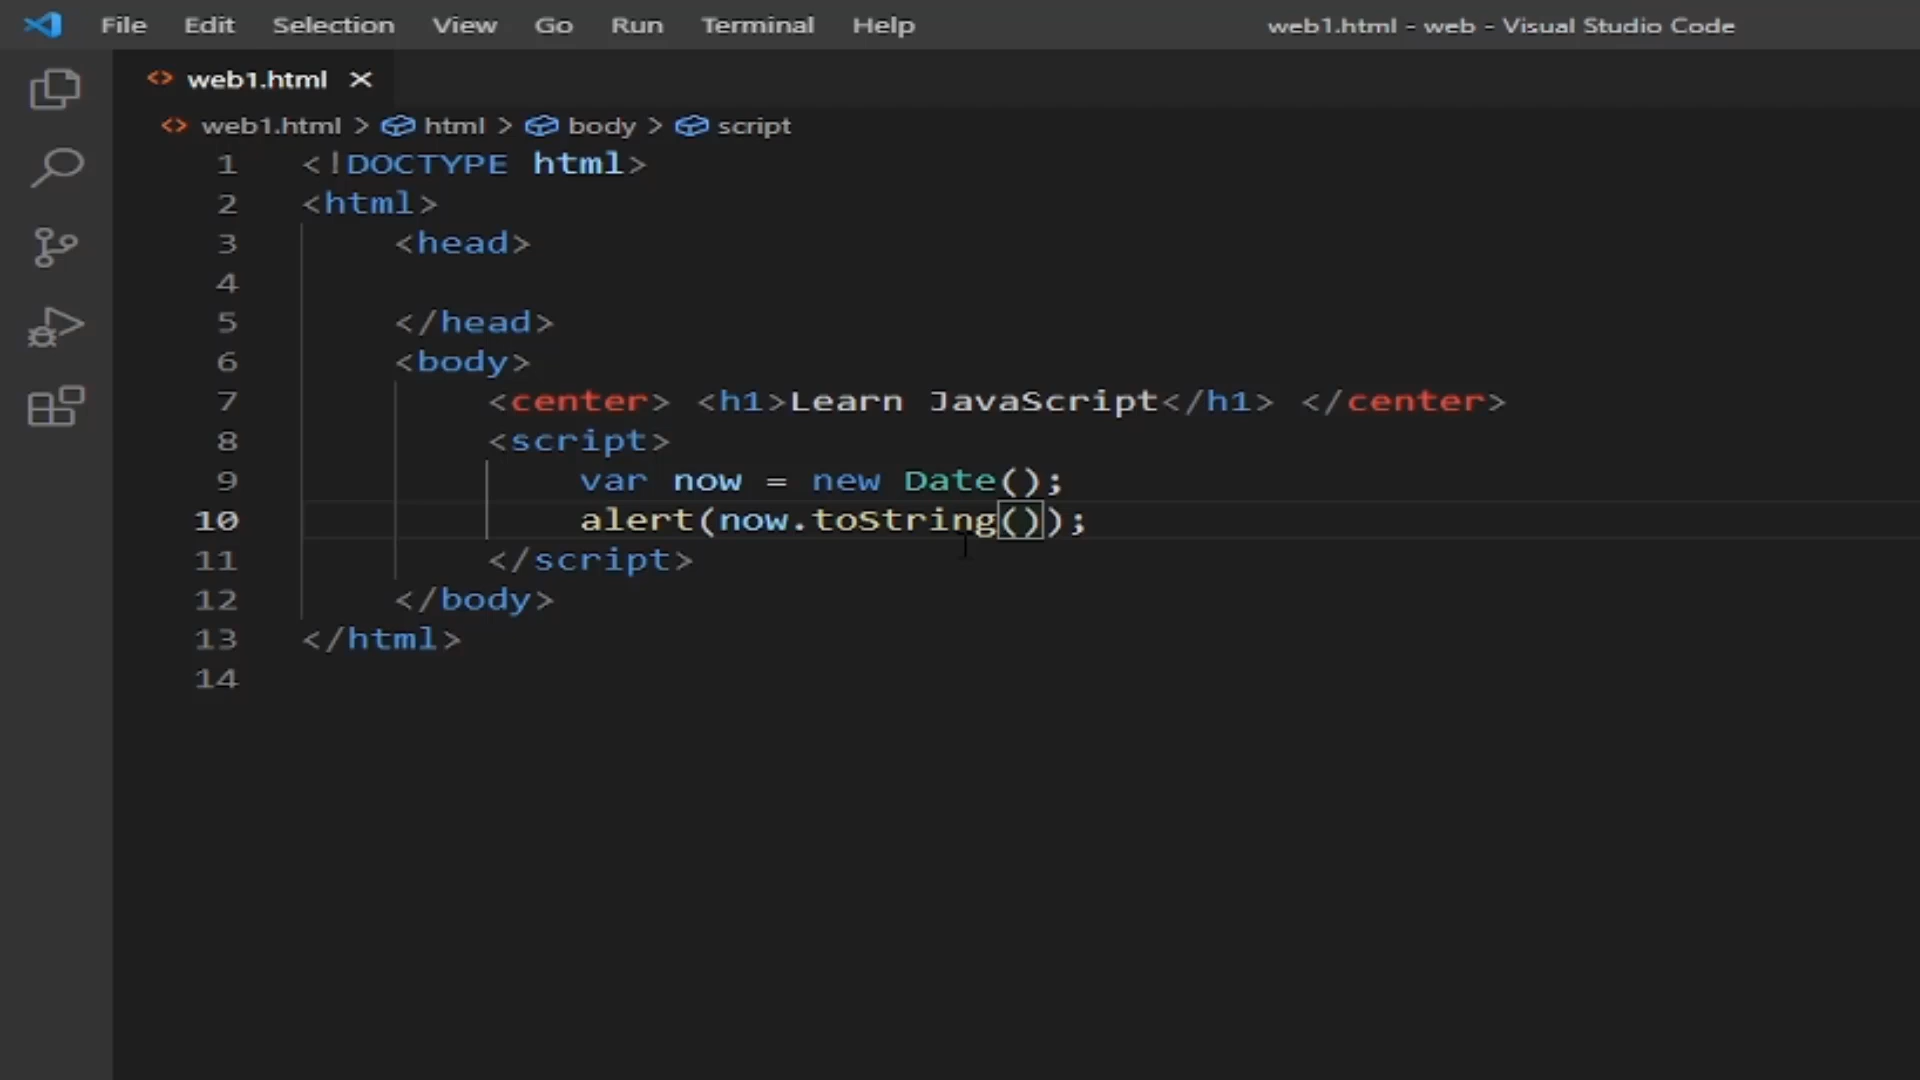 File Edit Selection View Go Run Terminal Help web1.html - web - Visual Studio Code
<> web1.html ×
<> web1.html > html > body > script
1 <!DOCTYPE html>
2 <html>
3 <head>
4
5 </head>
6 <body>
7 <center> <h1>Learn JavaScript</h1> </center>
8 <script>
9 var now = new Date();
10 alert(now.toString());
11 </script>
12 </body>
13 </html>
14